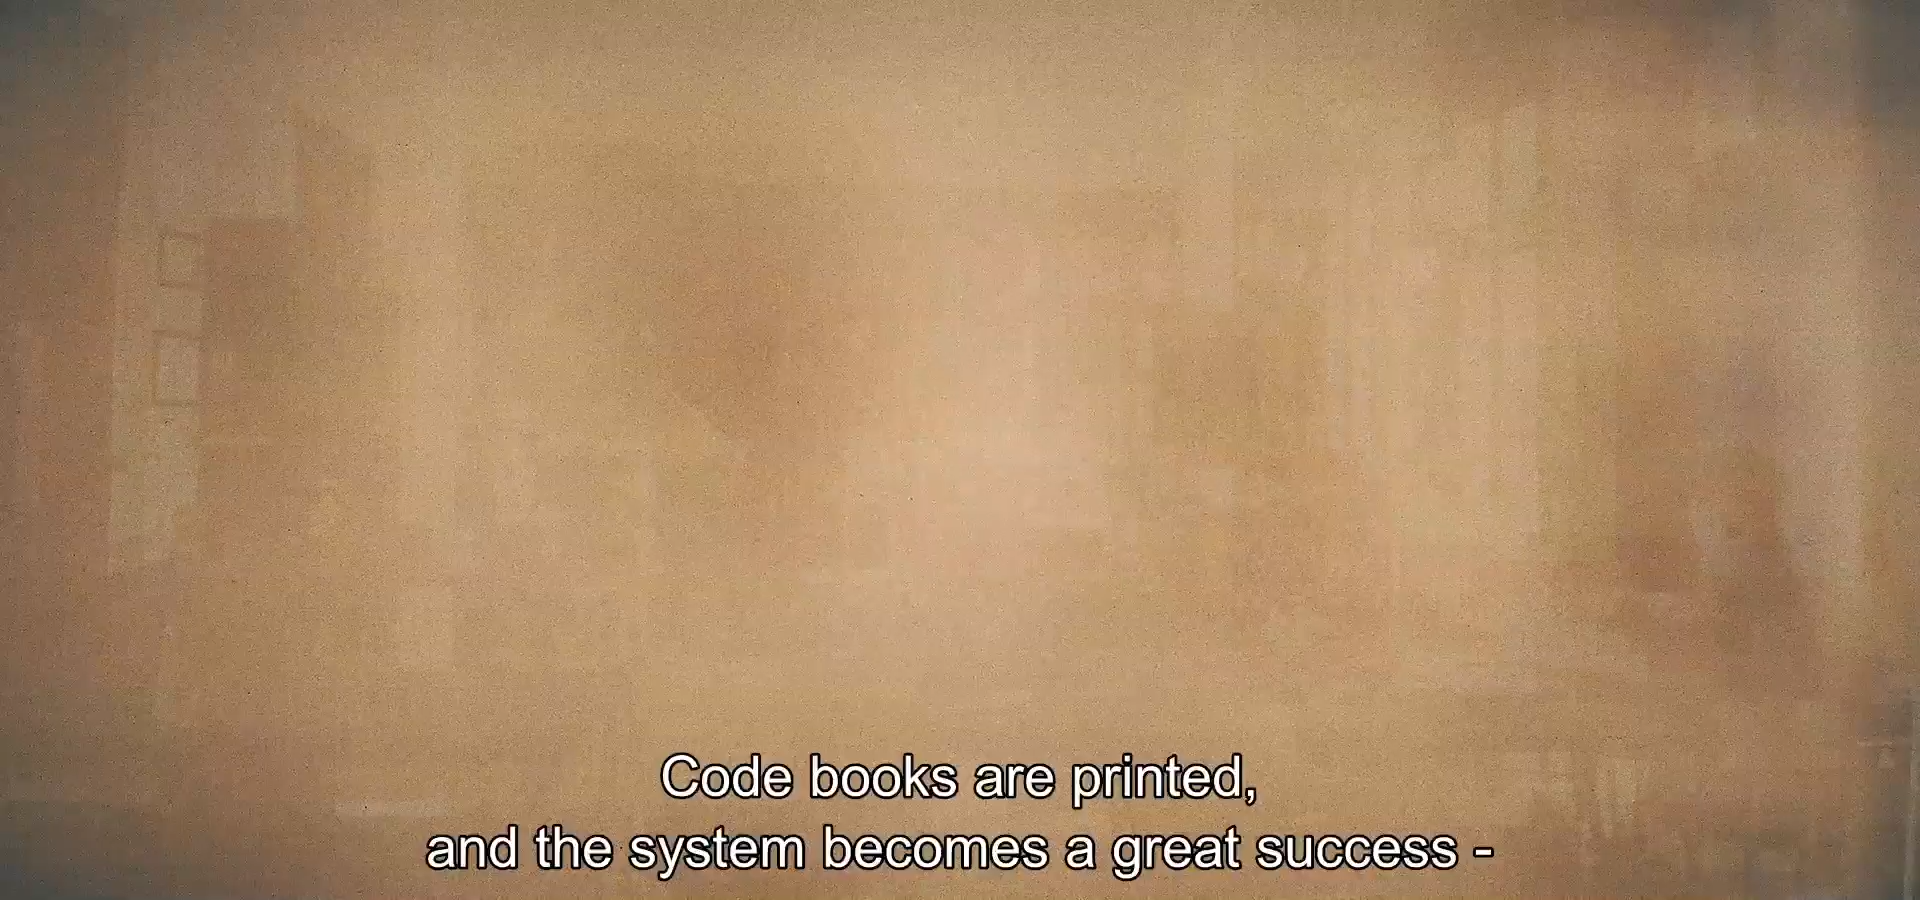 Code books are printed,
and the system becomes a great success -